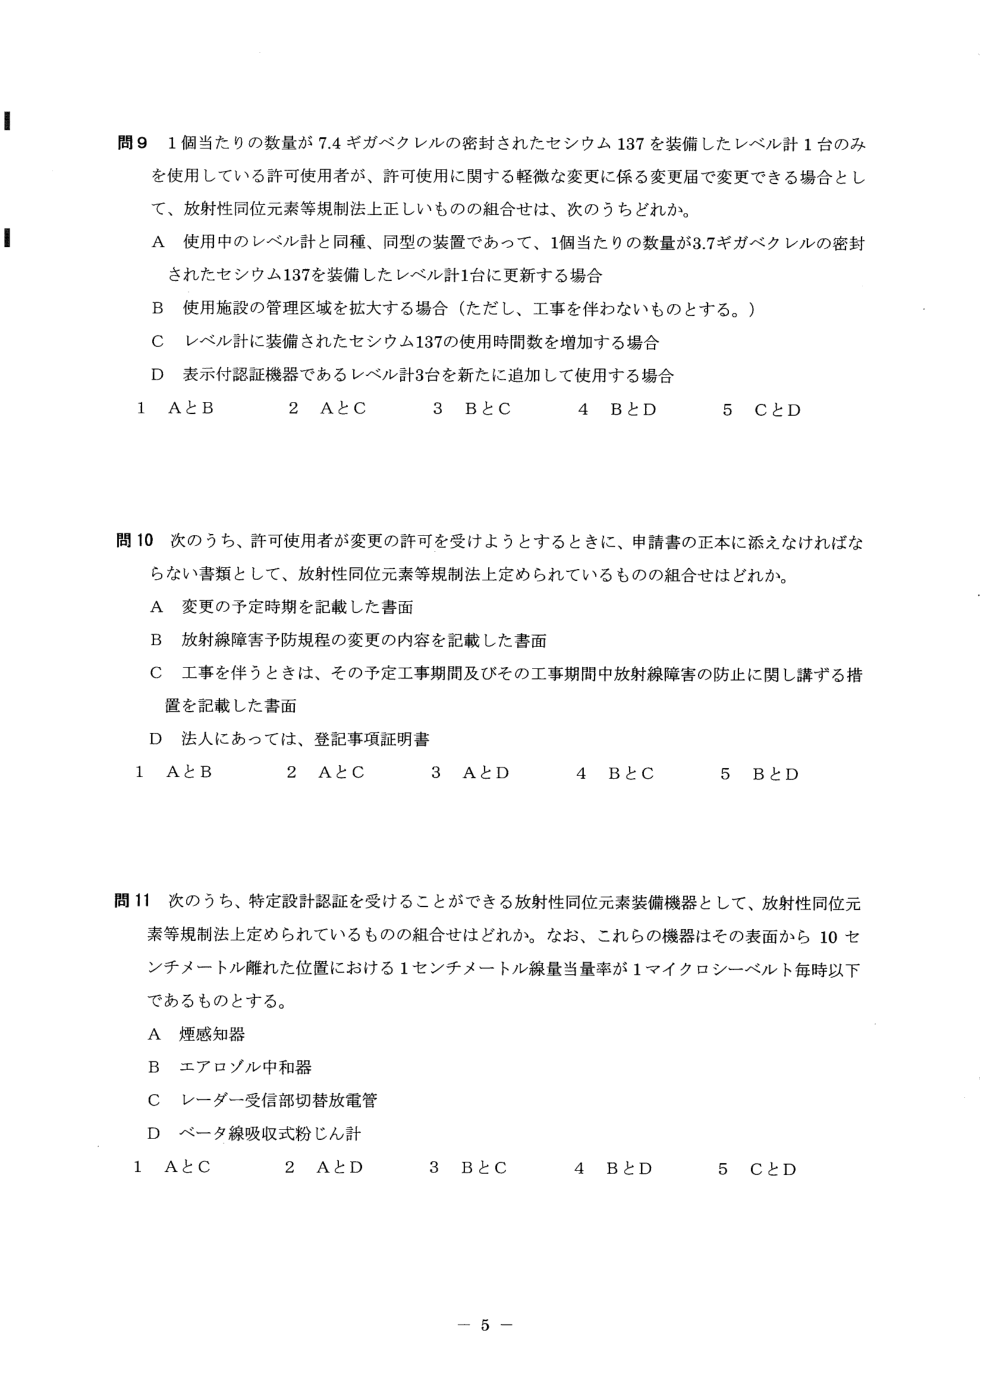 問9　1個当たりの数量が 7.4 ギガベクレルの密封されたセシウム 137 を装備したレベル計 1 台のみ
を使用している許可使用者が、許可使用に関する軽微な変更に係る変更届で変更できる場合とし
て、放射性同位元素等規制法上正しいものの組合せは、次のうちどれか。
A　使用中のレベル計と同種、同型の装置であって、1個当たりの数量が3.7ギガベクレルの密封
されたセシウム137を装備したレベル計1台に更新する場合
B　使用施設の管理区域を拡大する場合（ただし、工事を伴わないものとする。）
C　レベル計に装備されたセシウム137の使用時間数を増加する場合
D　表示付認証機器であるレベル計3台を新たに追加して使用する場合
1　AとB　2　AとC　3　BとC　4　BとD　5　CとD
問10　次のうち、許可使用者が変更の許可を受けようとするときに、申請書の正本に添えなければな
らない書類として、放射性同位元素等規制法上定められているものの組合せはどれか。
A　変更の予定時期を記載した書面
B　放射線障害予防規程の変更の内容を記載した書面
C　工事を伴うときは、その予定工事期間及びその工事期間中放射線障害の防止に関し講ずる措
置を記載した書面
D　法人にあっては、登記事項証明書
1　AとB　2　AとC　3　AとD　4　BとC　5　BとD
問11　次のうち、特定設計認証を受けることができる放射性同位元素装備機器として、放射性同位元
素等規制法上定められているものの組合せはどれか。なお、これらの機器はその表面から 10 セ
ンチメートル離れた位置における 1 センチメートル線量当量率が 1 マイクロシーベルト毎時以下
であるものとする。
A　煙感知器
B　エアロゾル中和器
C　レーダー受信部切替放電管
D　ベータ線吸収式粉じん計
1　AとC　2　AとD　3　BとC　4　BとD　5　CとD
— 5 —